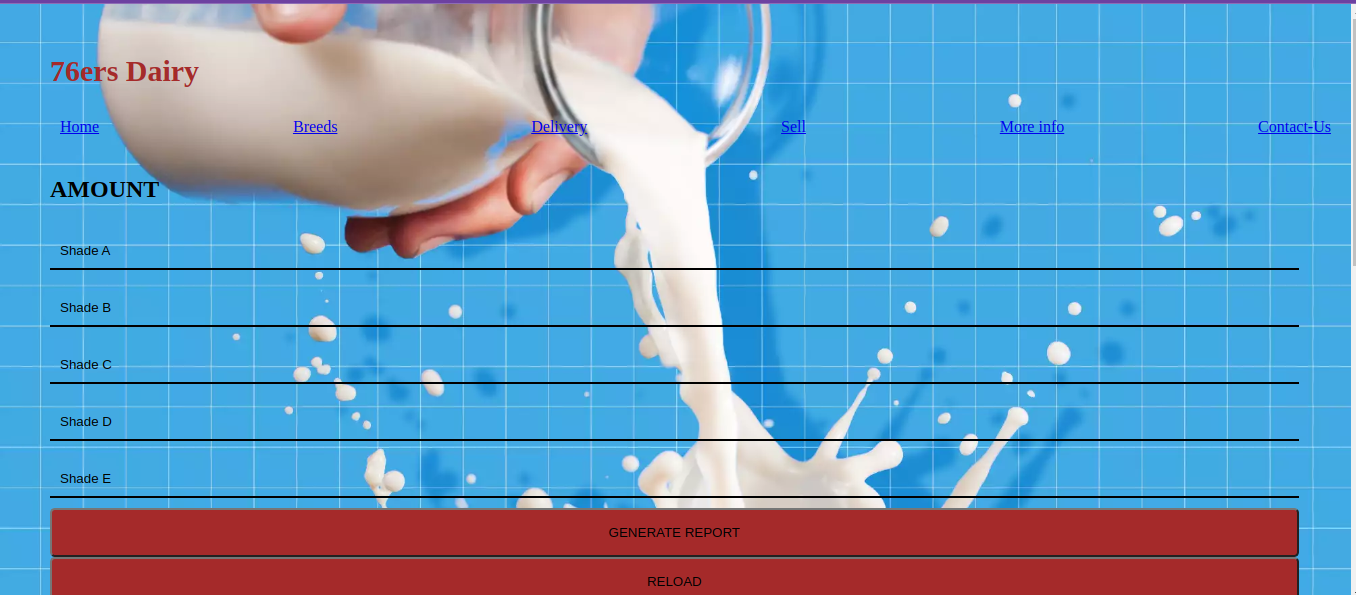 76ers Dairy
Home Breeds Delivery Sell More info Contact-Us
AMOUNT
Shade A
Shade B
Shade C
Shade D
Shade E
GENERATE REPORT
RELOAD